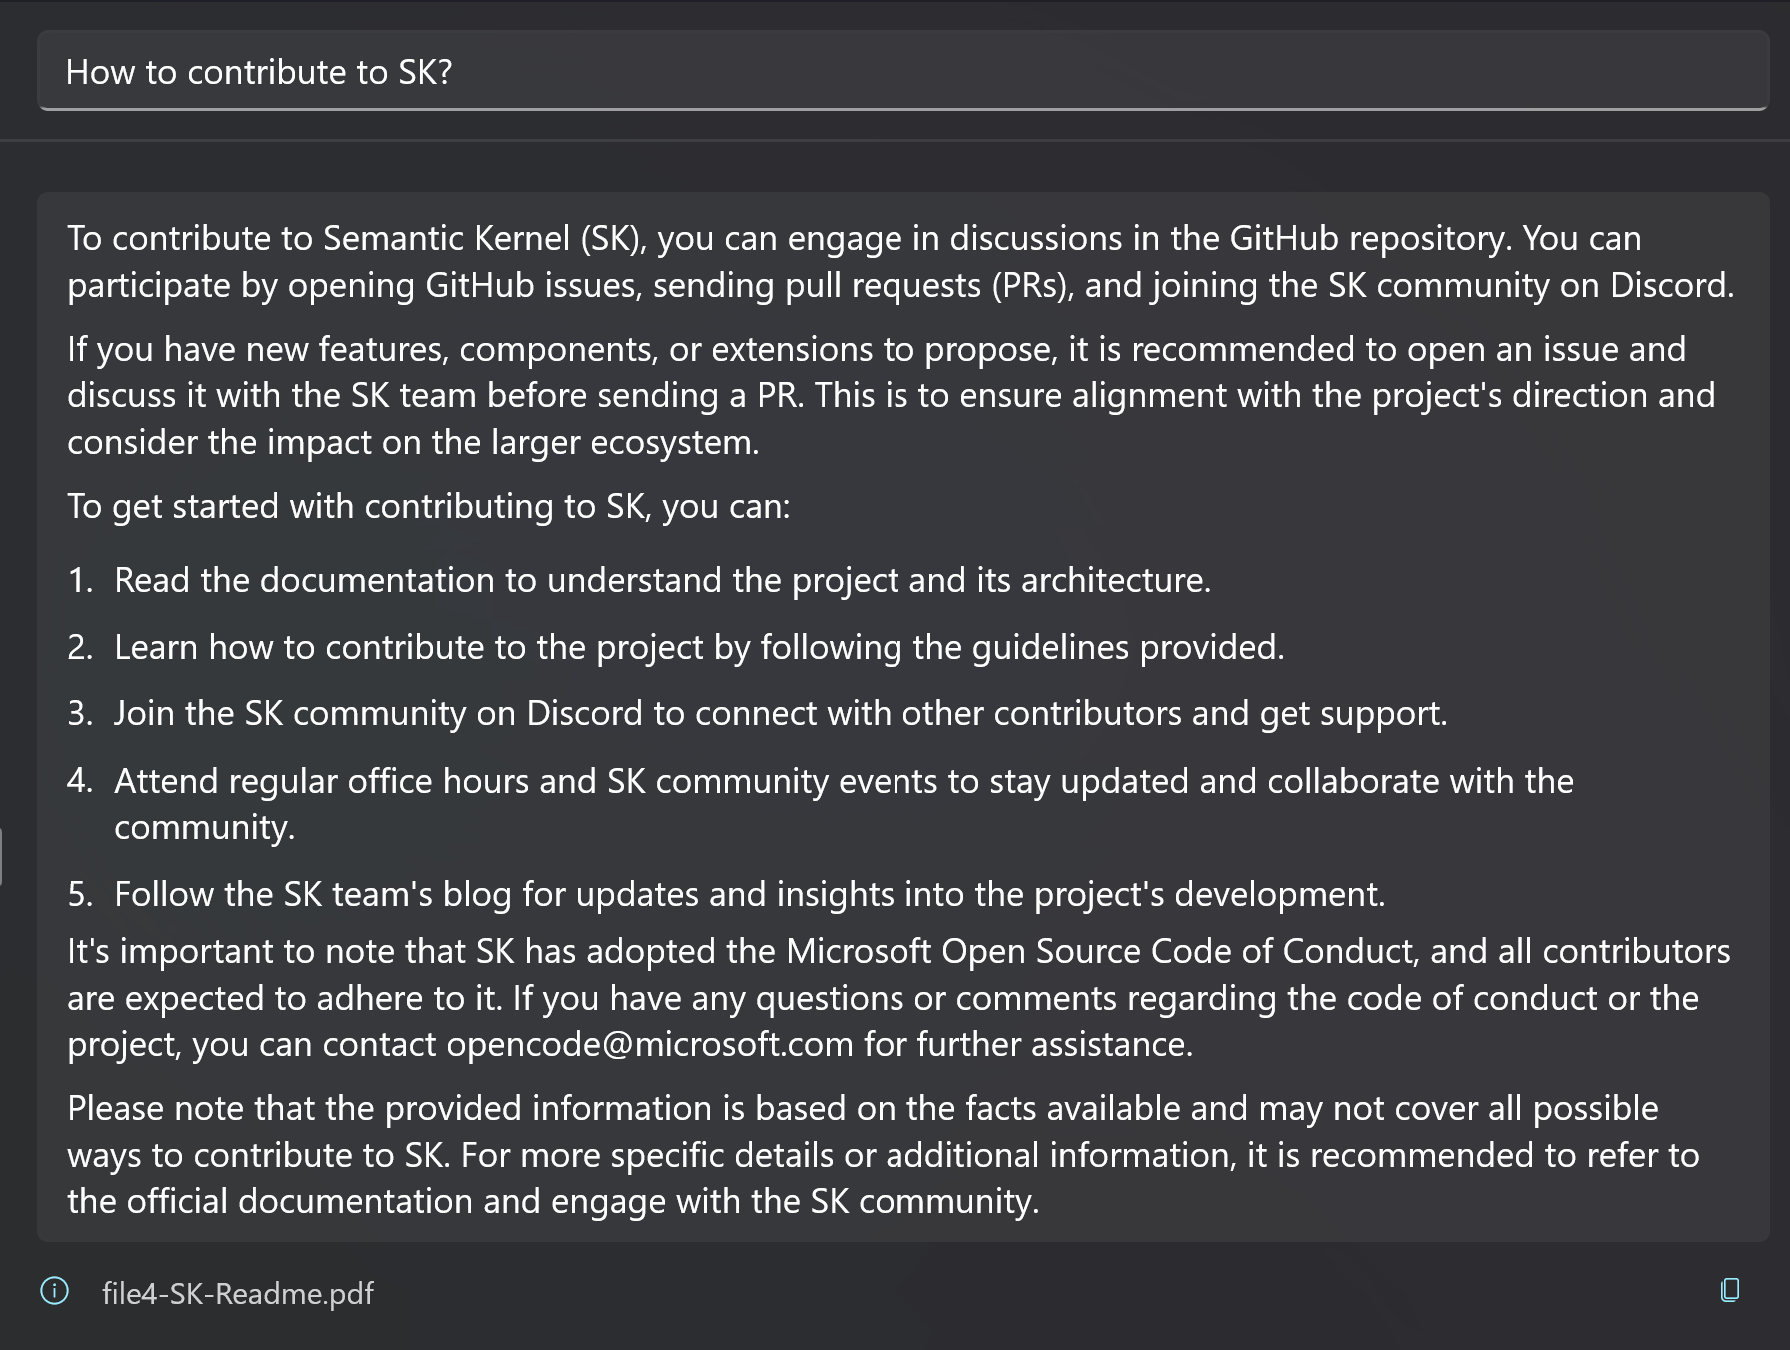 How to contribute to SK?
To contribute to Semantic Kernel (SK), you can engage in discussions in the GitHub repository. You can
participate by opening GitHub issues, sending pull requests (PRs), and joining the SK community on Discord.
If you have new features, components, or extensions to propose, it is recommended to open an issue and
discuss it with the SK team before sending a PR. This is to ensure alignment with the project's direction and
consider the impact on the larger ecosystem.
To get started with contributing to SK, you can:
1. Read the documentation to understand the project and its architecture.
2. Learn how to contribute to the project by following the guidelines provided.
3. Join the SK community on Discord to connect with other contributors and get support.
4. Attend regular office hours and SK community events to stay updated and collaborate with the
community.
5. Follow the SK team's blog for updates and insights into the project's development.
It's important to note that SK has adopted the Microsoft Open Source Code of Conduct, and all contributors
are expected to adhere to it. If you have any questions or comments regarding the code of conduct or the
project, you can contact opencode@microsoft.com for further assistance.
Please note that the provided information is based on the facts available and may not cover all possible
ways to contribute to SK. For more specific details or additional information, it is recommended to refer to
the official documentation and engage with the SK community.
file4-SK-Readme.pdf